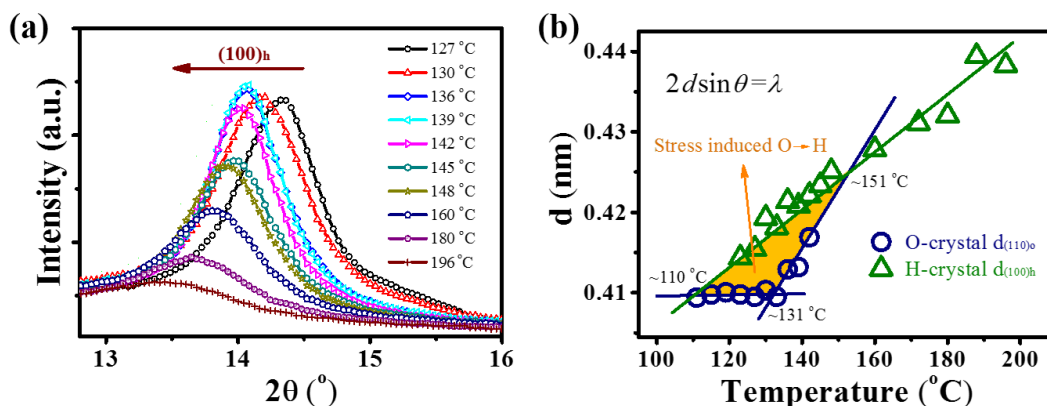 (a)
(100)h
127 °C
130 °C
136 °C
139 °C
142 °C
145 °C
148 °C
160 °C
180 °C
196 °C
Intensity (a.u.)
13 14 15 16
2θ (°)
(b)
0.44
0.43
0.42
0.41
d (nm)
2d sinθ=λ
Stress induced O→H
~151 °C
~110 °C
~131 °C
O-crystal d(110)o
H-crystal d(100)h
100 120 140 160 180 200
Temperature (°C)